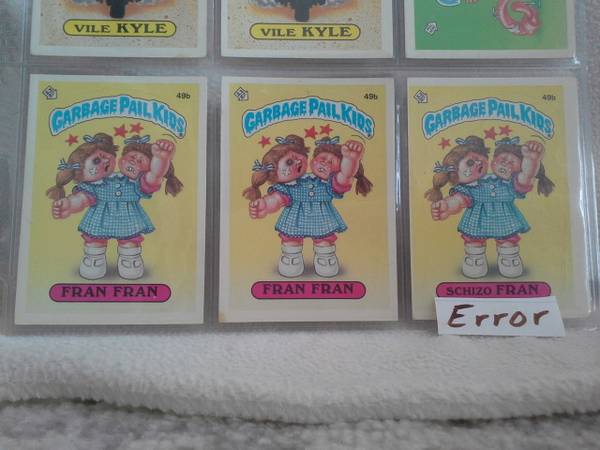 VILE KYLE
VILE KYLE
49b
GARBAGE PAIL KIDS
FRAN FRAN
49b
GARBAGE PAIL KIDS
FRAN FRAN
49b
GARBAGE PAIL KIDS
SCHIZO FRAN
Error